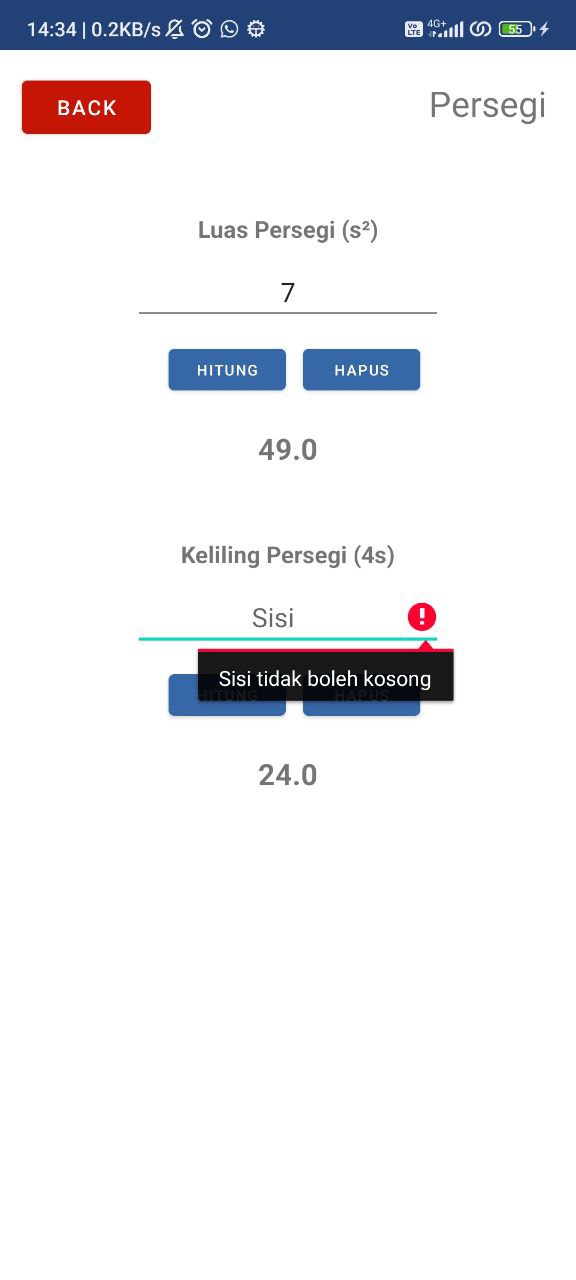 14:34 | 0.2KB/s VoLTE 4G+ 55
BACK Persegi
Luas Persegi (s²)
7
HITUNG HAPUS
49.0
Keliling Persegi (4s)
Sisi
Sisi tidak boleh kosong
HITUNG HAPUS
24.0